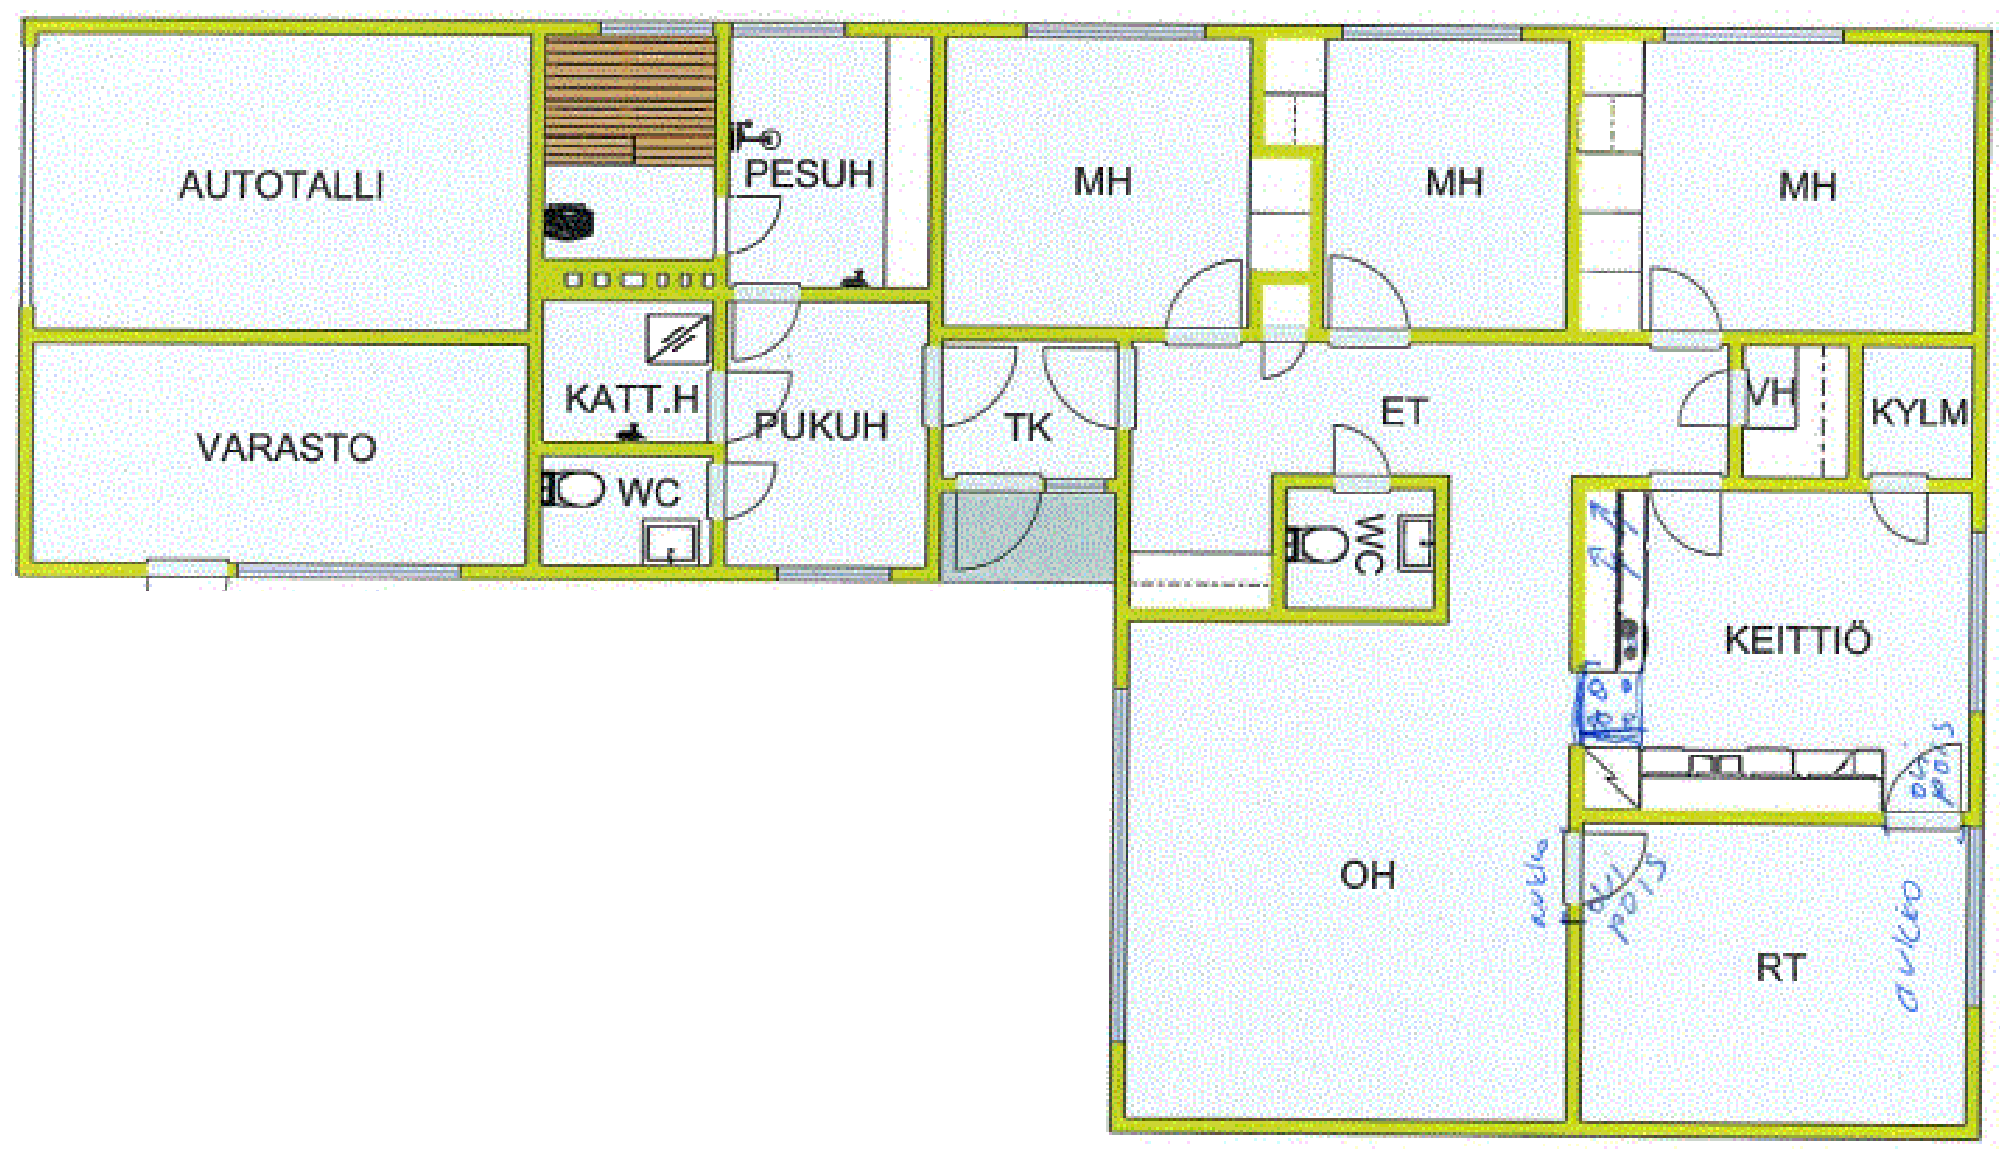 AUTOTALLI
PESUH
MH
MH
MH
VARASTO
KATT.H
PUKUH
TK
ET
VH
KYLM
WC
WC
KEITTIÖ
OVI
POIS
OH
aukko
OVI
POIS
RT
aukko